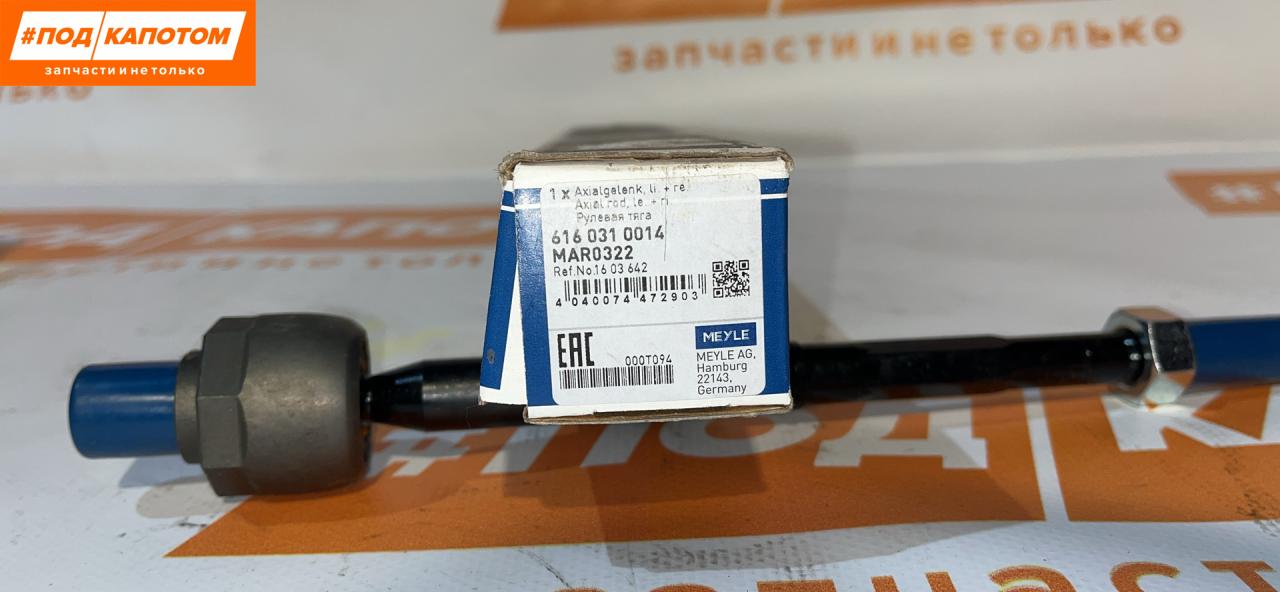 #ПОД КАПОТОМ
запчасти и не только
запчасти и не только
1 x Axialgelenk, li. + re.
Axial rod, le. + ri
Рулевая тяга
616 031 0014
MAR0322
Ref.No.16 03 642
4 040074 472903
EAC
000T094
MEYLE
MEYLE AG,
Hamburg
22143,
Germany
#ПОД К